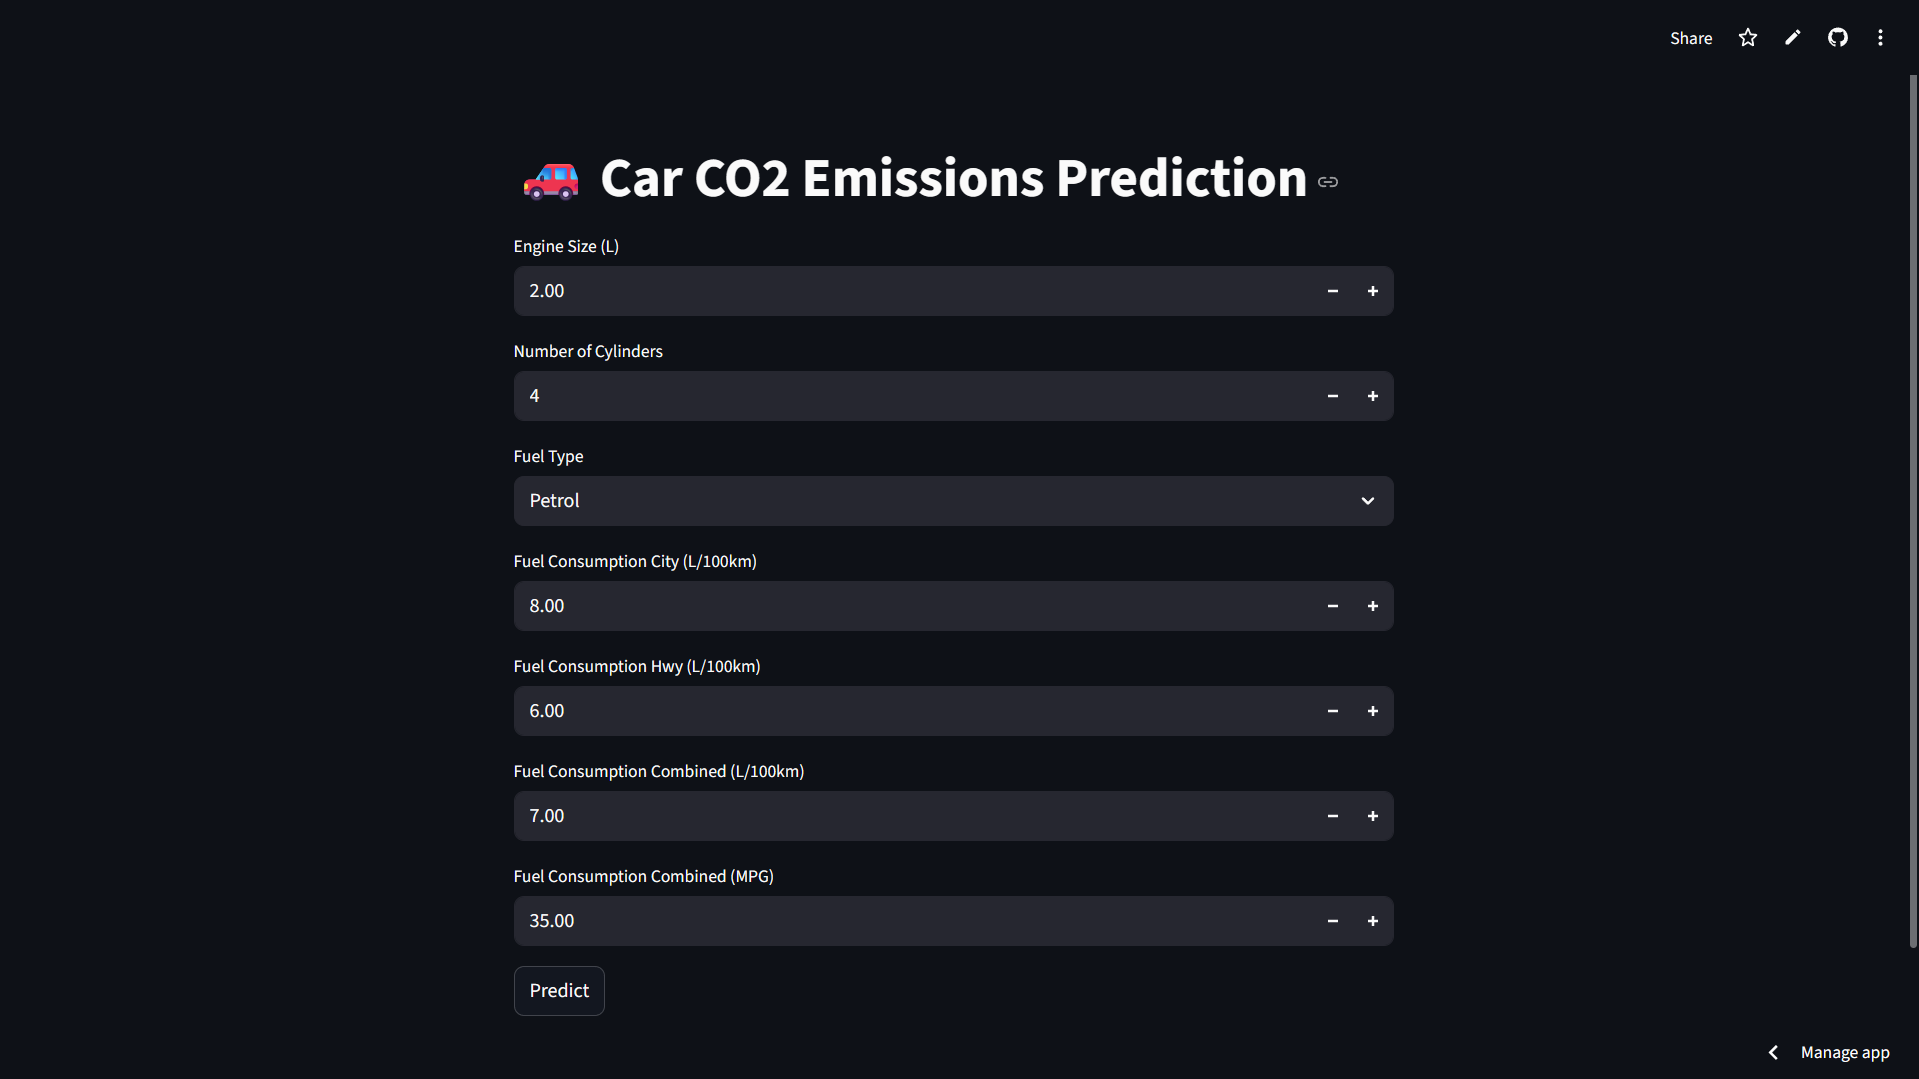 Share
Car CO2 Emissions Prediction
Engine Size (L)
2.00
Number of Cylinders
4
Fuel Type
Petrol
Fuel Consumption City (L/100km)
8.00
Fuel Consumption Hwy (L/100km)
6.00
Fuel Consumption Combined (L/100km)
7.00
Fuel Consumption Combined (MPG)
35.00
Predict
Manage app